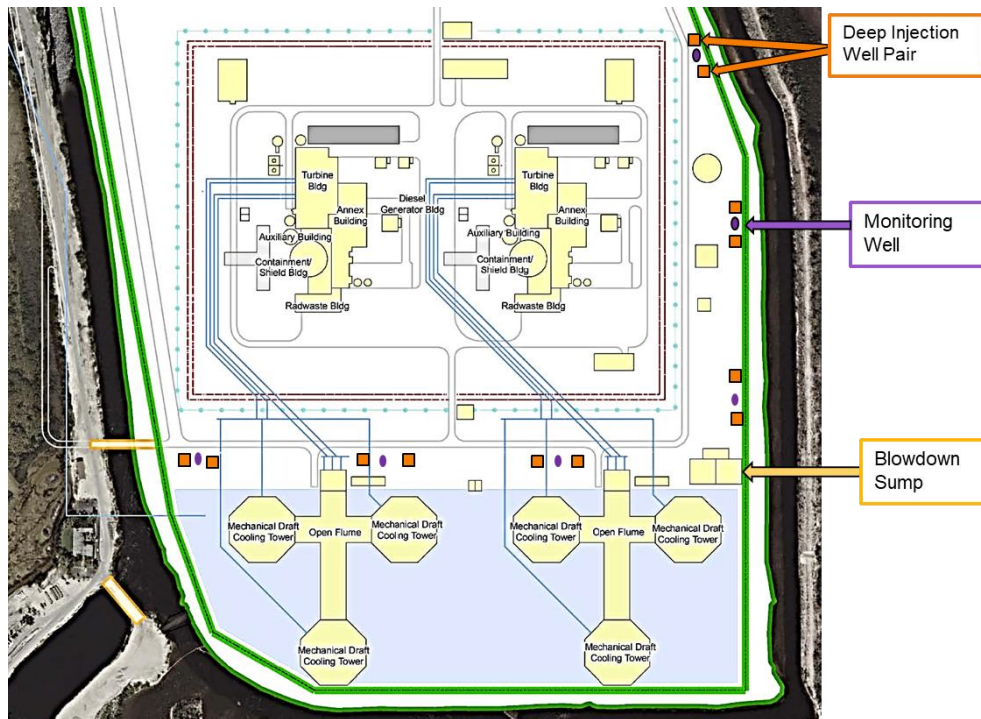 Deep Injection
Well Pair
Turbine
Bldg
Turbine
Bldg
Annex
Building
Diesel
Generator Bldg
Annex
Building
Monitoring
Well
Auxiliary Building
Auxiliary Building
Containment/
Shield Bldg
Containment/
Shield Bldg
Radwaste Bldg
Radwaste Bldg
Blowdown
Sump
Mechanical Draft
Cooling Tower
Open Flume
Mechanical Draft
Cooling Tower
Mechanical Draft
Cooling Tower
Open Flume
Mechanical Draft
Cooling Tower
Mechanical Draft
Cooling Tower
Mechanical Draft
Cooling Tower